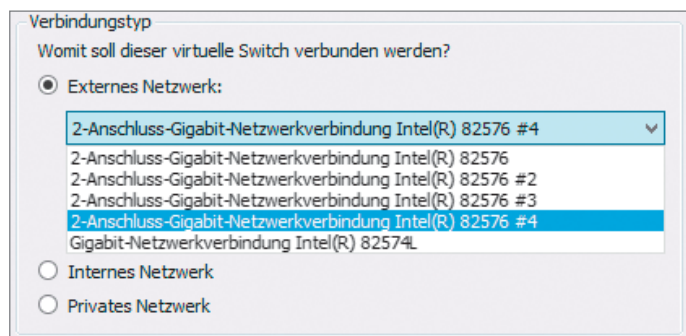 Verbindungstyp
Womit soll dieser virtuelle Switch verbunden werden?
Externes Netzwerk:
2-Anschluss-Gigabit-Netzwerkverbindung Intel(R) 82576 #4
2-Anschluss-Gigabit-Netzwerkverbindung Intel(R) 82576
2-Anschluss-Gigabit-Netzwerkverbindung Intel(R) 82576 #2
2-Anschluss-Gigabit-Netzwerkverbindung Intel(R) 82576 #3
2-Anschluss-Gigabit-Netzwerkverbindung Intel(R) 82576 #4
Gigabit-Netzwerkverbindung Intel(R) 82574L
Internes Netzwerk
Privates Netzwerk